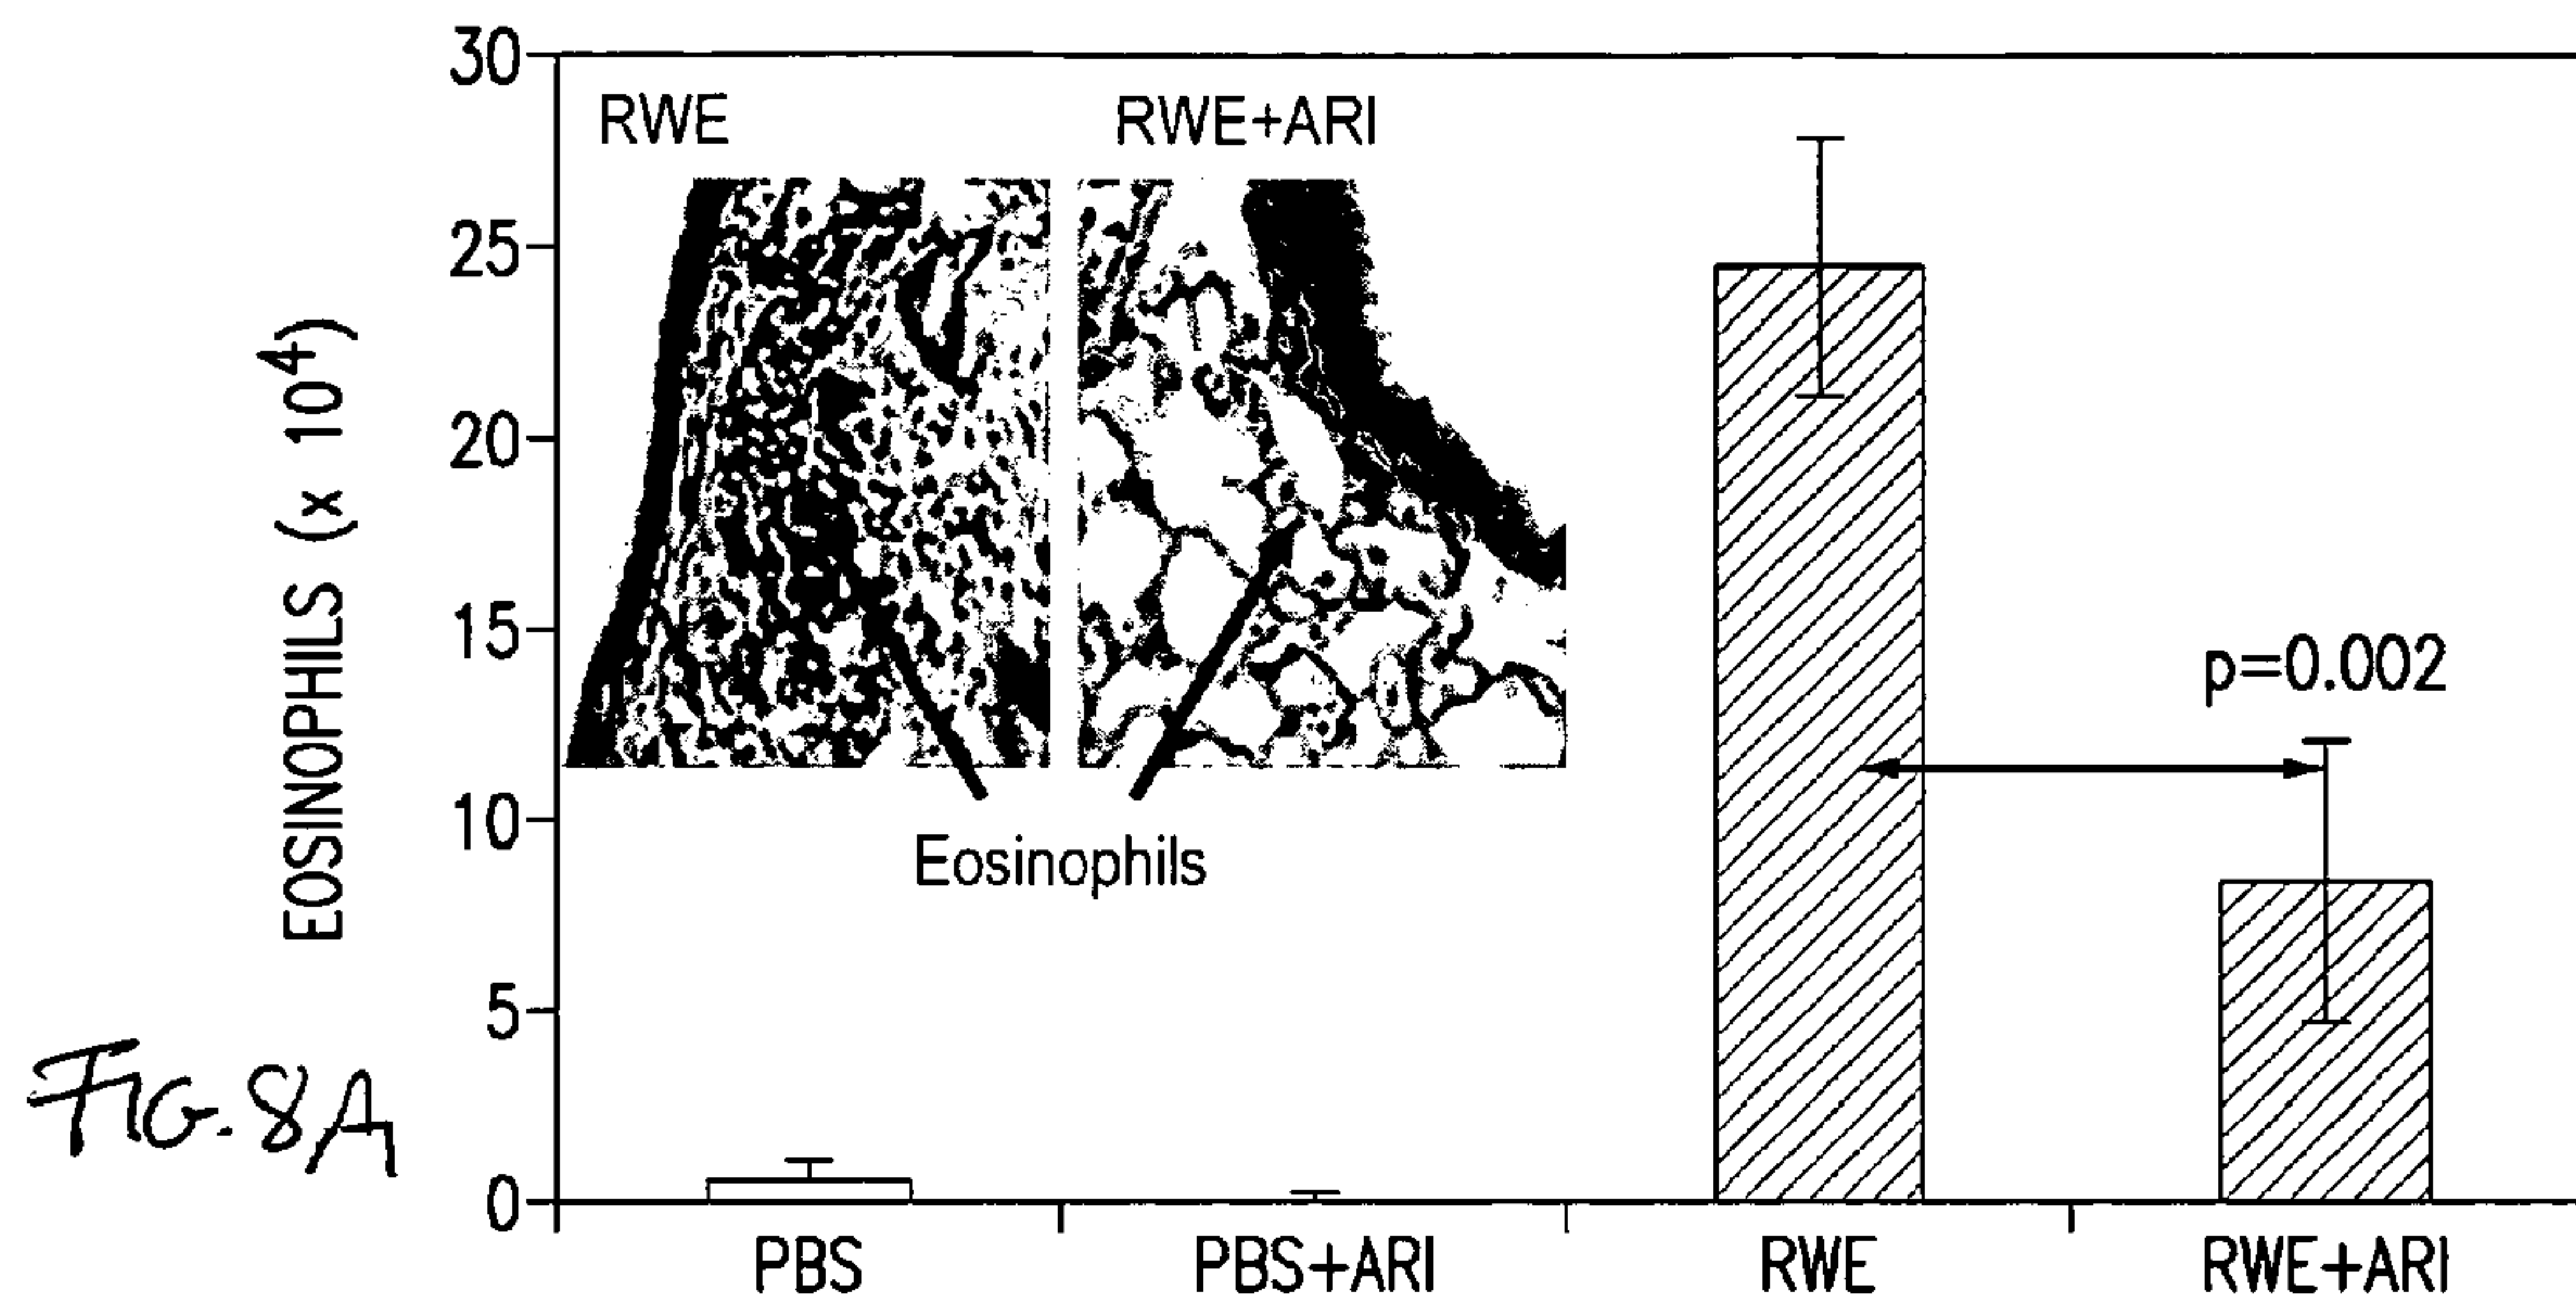 30
25
20
15
10
5
0
EOSINOPHILS (x 10⁴)
RWE
RWE+ARI
Eosinophils
p=0.002
PBS
PBS+ARI
RWE
RWE+ARI
FIG. 8A